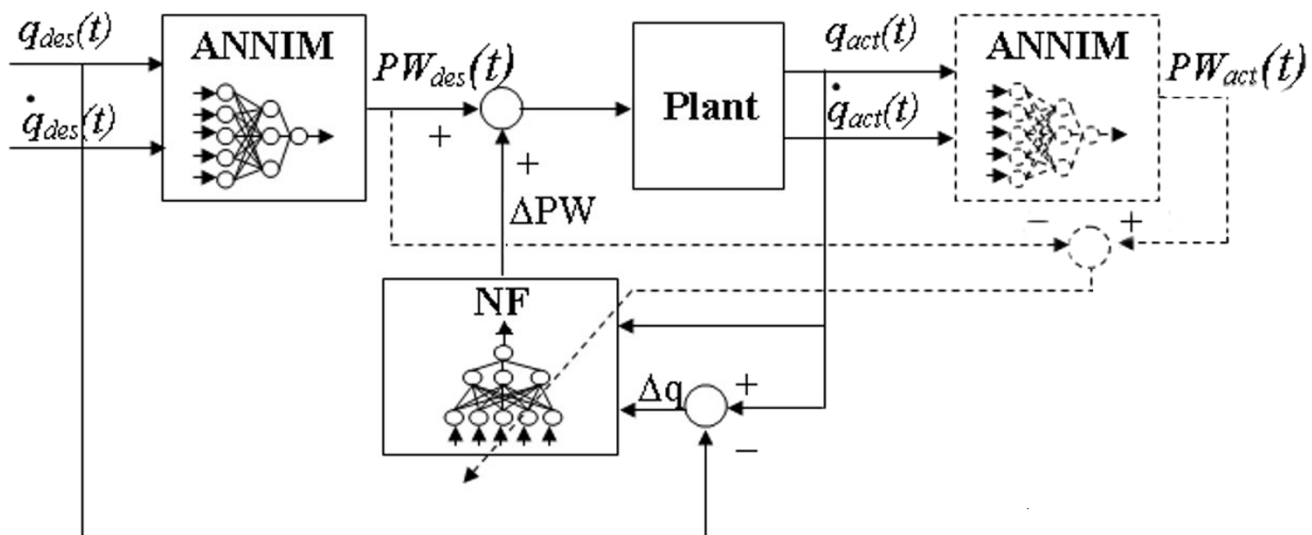 q_des(t)
ANNIM
PW_des(t)
q_act(t)
ANNIM
PW_act(t)
q̇_des(t)
+
Plant
q̇_act(t)
+
ΔPW
−
+
NF
Δq
+
−